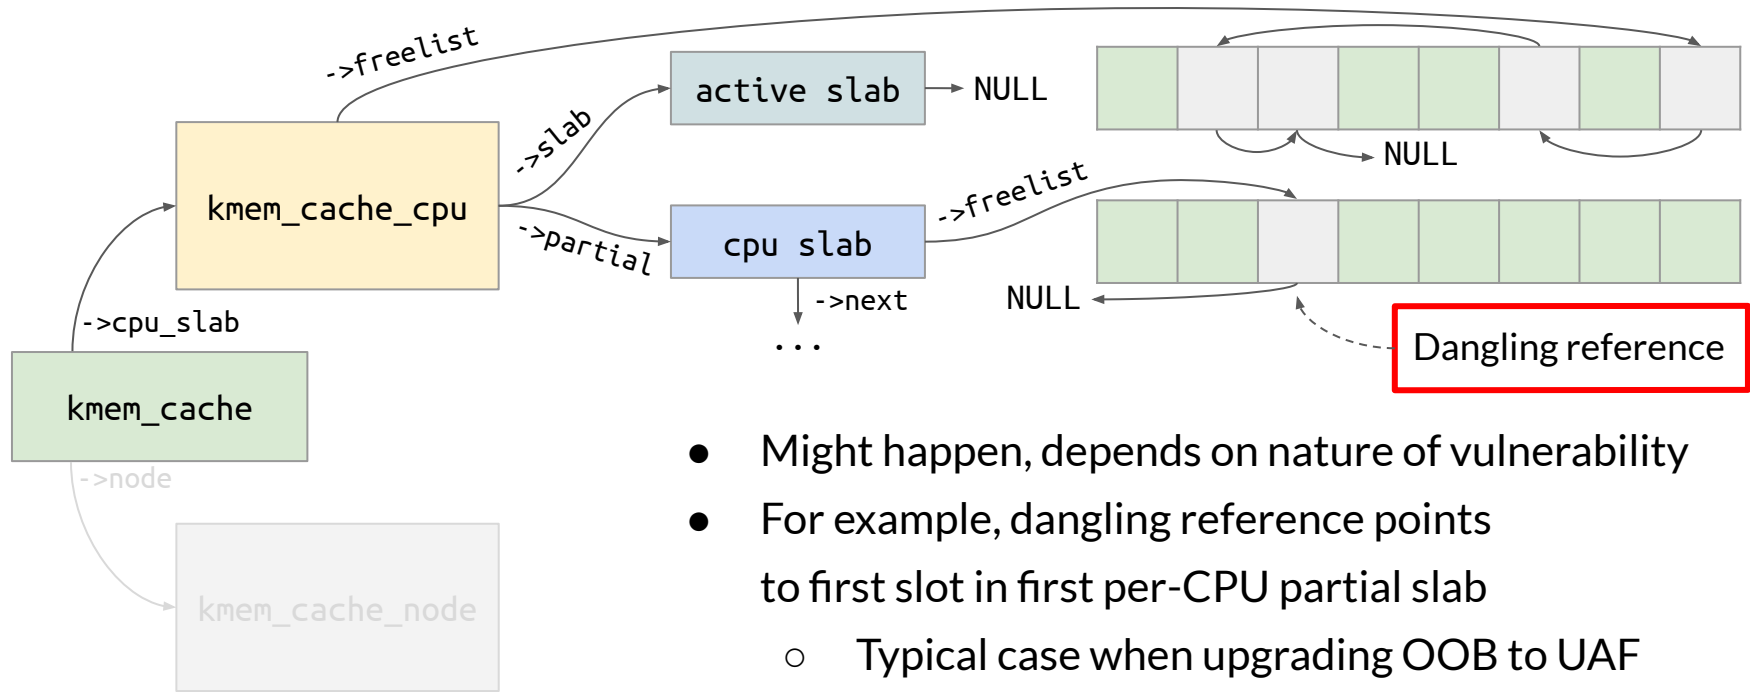 ->freelist
active slab
NULL
->slab
NULL
kmem_cache_cpu
->freelist
->partial
cpu slab
->next
NULL
->cpu_slab
...
Dangling reference
kmem_cache
● Might happen, depends on nature of vulnerability
->node
● For example, dangling reference points
to first slot in first per-CPU partial slab
kmem_cache_node
○ Typical case when upgrading OOB to UAF